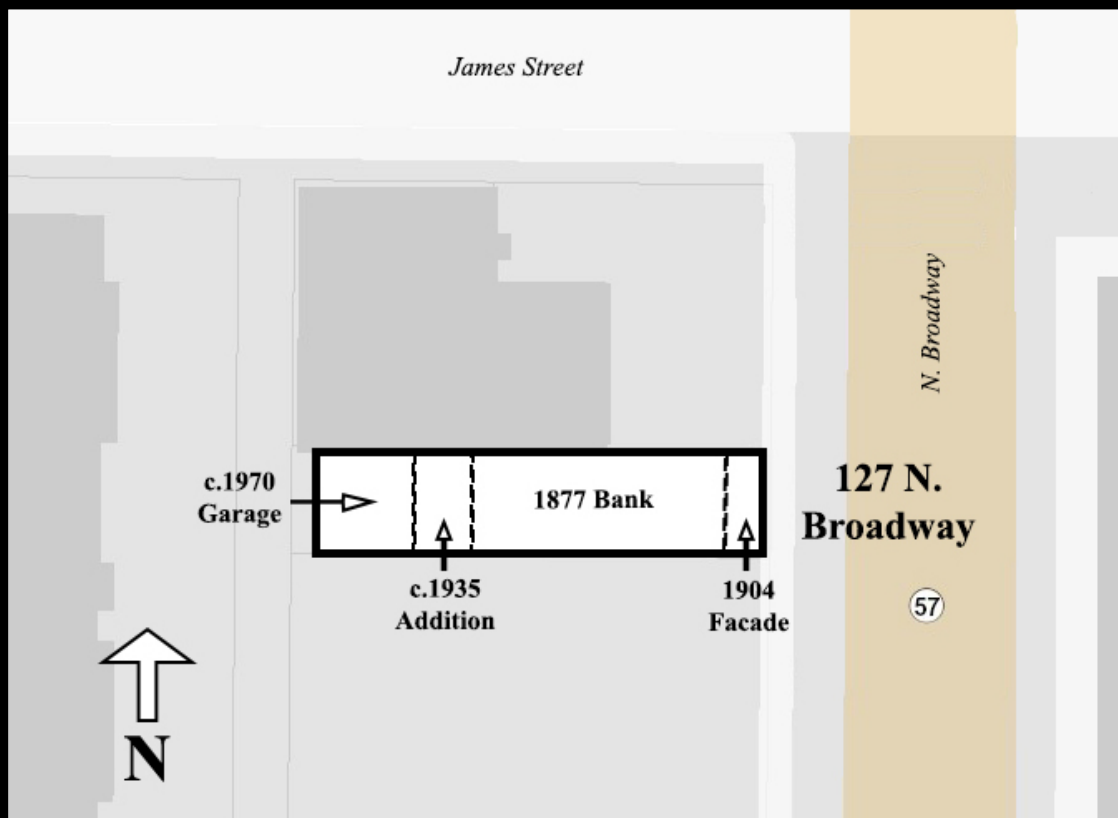 James Street
N. Broadway
c.1970
Garage
1877 Bank
127 N.
Broadway
c.1935
Addition
1904
Facade
57
N